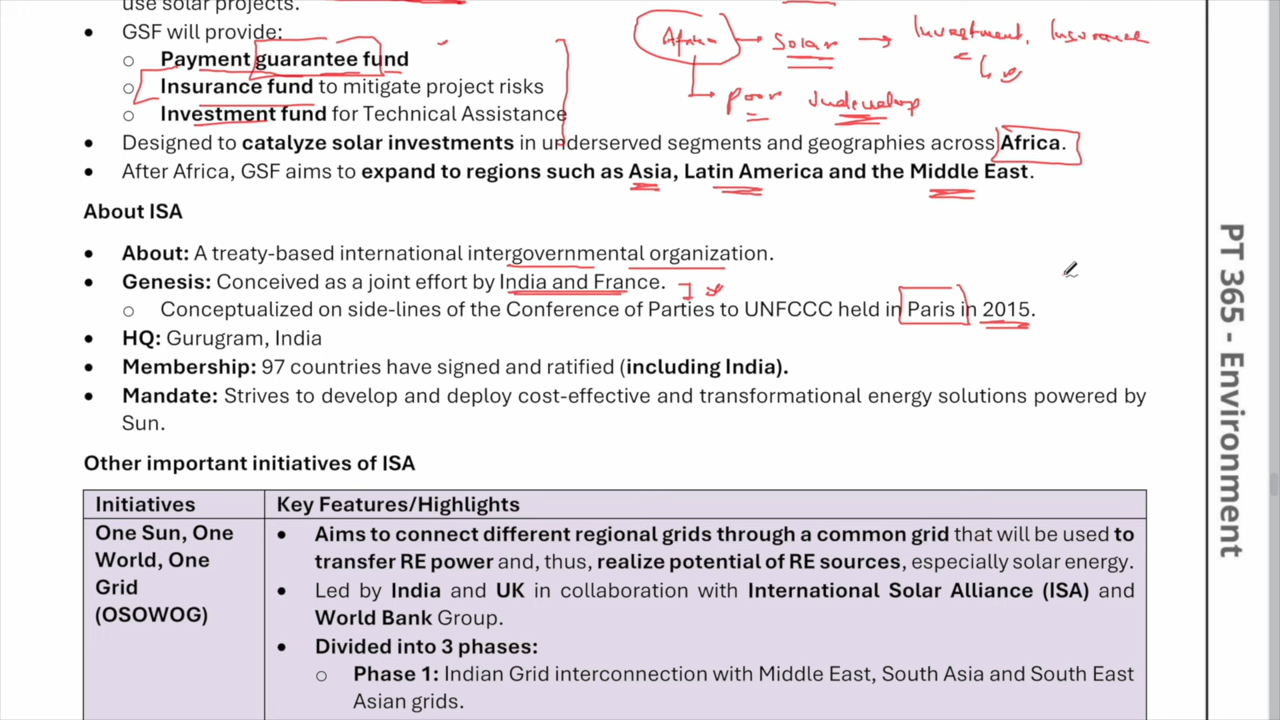 use solar projects.
• GSF will provide:
○ Payment guarantee fund
○ Insurance fund to mitigate project risks
○ Investment fund for Technical Assistance
Africa → Solar → Investment, Insurance
→ poor
• Designed to catalyze solar investments in underserved segments and geographies across Africa.
• After Africa, GSF aims to expand to regions such as Asia, Latin America and the Middle East.
About ISA
• About: A treaty-based international intergovernmental organization.
• Genesis: Conceived as a joint effort by India and France.
○ Conceptualized on side-lines of the Conference of Parties to UNFCCC held in Paris in 2015.
• HQ: Gurugram, India
• Membership: 97 countries have signed and ratified (including India).
• Mandate: Strives to develop and deploy cost-effective and transformational energy solutions powered by
Sun.
Other important initiatives of ISA
Initiatives
Key Features/Highlights
One Sun, One
World, One
Grid
(OSOWOG)
• Aims to connect different regional grids through a common grid that will be used to
transfer RE power and, thus, realize potential of RE sources, especially solar energy.
• Led by India and UK in collaboration with International Solar Alliance (ISA) and
World Bank Group.
• Divided into 3 phases:
○ Phase 1: Indian Grid interconnection with Middle East, South Asia and South East
Asian grids.
PT 365 - Environment